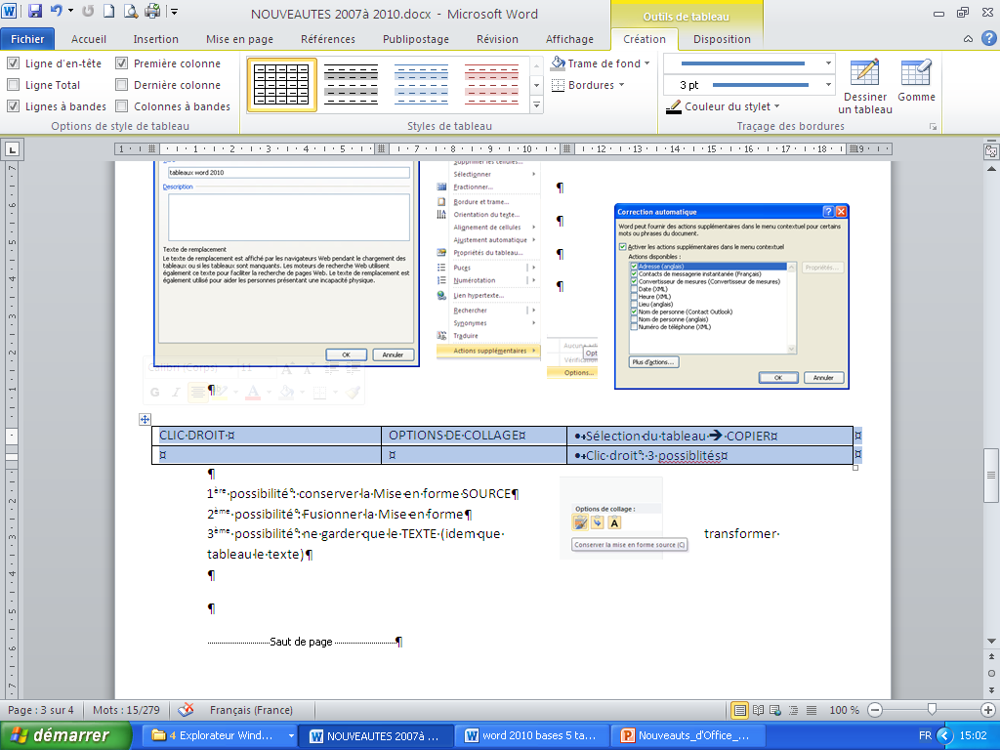 NOUVEAUTES 2007à 2010.docx - Microsoft Word
Outils de tableau
Fichier Accueil Insertion Mise en page Références Publipostage Révision Affichage Création Disposition
Ligne d'en-tête Première colonne
Ligne Total Dernière colonne
Lignes à bandes Colonnes à bandes
Options de style de tableau
Styles de tableau
Trame de fond
Bordures
3 pt
Couleur du stylet
Dessiner un tableau
Gomme
Traçage des bordures
tableaux word 2010
Description
Texte de remplacement
Le texte de remplacement est affiché par les navigateurs Web pendant le chargement des
tableaux ou si les tableaux sont manquants. Les moteurs de recherche Web utilisent
également ce texte pour faciliter la recherche de pages Web. Le texte de remplacement est
également utilisé pour aider les personnes présentant une incapacité physique.
OK Annuler
Supprimer les cellules...
Sélectionner
Fractionner...
Bordure et trame...
Orientation du texte...
Alignement de cellules
Ajustement automatique
Propriétés du tableau...
Puces
Numérotation
Lien hypertexte...
Rechercher
Synonymes
Traduire
Actions supplémentaires
Options...
Correction automatique
Word peut fournir des actions supplémentaires dans le menu contextuel pour certains
mots ou phrases du document.
Activer les actions supplémentaires dans le menu contextuel
Actions disponibles :
Adresse (anglais)
Contacts de messagerie instantanée (Français)
Convertisseur de mesures (Convertisseur de mesures)
Date (XML)
Heure (XML)
Lieu (anglais)
Nom de personne (Contact Outlook)
Nom de personne (anglais)
Numéro de téléphone (XML)
Propriétés...
Plus d'actions...
OK Annuler
CLIC·DROIT·¤ OPTIONS·DE·COLLAGE¤ •→Sélection·du·tableau·➔·COPIER¤
¤ ¤ •→Clic·droit°:·3·possiblités¤
¶
1ère·possibilité°:·conserver·la·Mise·en·forme·SOURCE¶
2ème·possibilité°:·Fusionner·la·Mise·en·forme¶
3ème·possibilité°:·ne·garder·que·le·TEXTE·(idem·que transformer·
tableau·le·texte)¶
Options de collage :
Conserver la mise en forme source (C)
¶
¶
Saut de page ¶
Page : 3 sur 4 Mots : 15/279 Français (France) 100 %
démarrer 4 Explorateur Wind... NOUVEAUTES 2007à ... word 2010 bases 5 ta... Nouveauts_d'Office_... FR 15:02